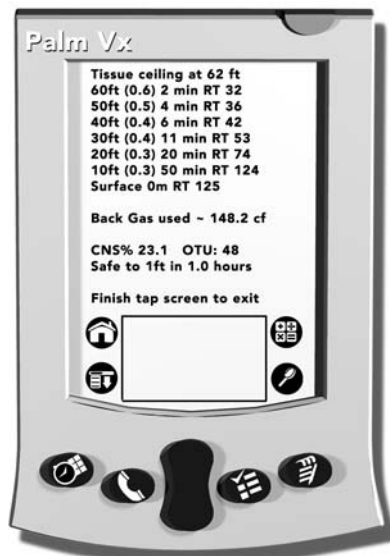 Palm Vx
Tissue ceiling at 62 ft
60ft (0.6) 2 min RT 32
50ft (0.5) 4 min RT 36
40ft (0.4) 6 min RT 42
30ft (0.4) 11 min RT 53
20ft (0.3) 20 min RT 74
10ft (0.3) 50 min RT 124
Surface 0m RT 125
Back Gas used ~ 148.2 cf
CNS% 23.1 OTU: 48
Safe to 1ft in 1.0 hours
Finish tap screen to exit